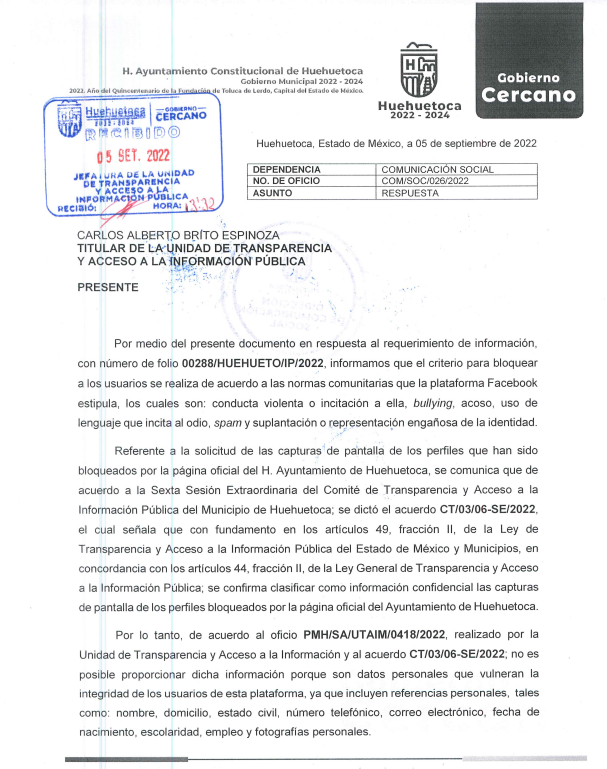 H. Ayuntamiento Constitucional de Huehuetoca
Gobierno Municipal 2022 - 2024
2022. Año del Quincentenario de la Fundación de Toluca de Lerdo, Capital del Estado de México.
Huehuetoca
2022 - 2024
Gobierno
Cercano
Huehuetoca
2022 - 2024
GOBIERNO
CERCANO
RECIBIDO
05 SET. 2022
JEFATURA DE LA UNIDAD
DE TRANSPARENCIA
Y ACCESO A LA
INFORMACIÓN PÚBLICA
RECIBIÓ: HORA:
Huehuetoca, Estado de México, a 05 de septiembre de 2022
DEPENDENCIA COMUNICACIÓN SOCIAL
NO. DE OFICIO COM/SOC/026/2022
ASUNTO RESPUESTA
CARLOS ALBERTO BRÍTO ESPINOZA
TITULAR DE LA UNIDAD DE TRANSPARENCIA
Y ACCESO A LA INFORMACIÓN PÚBLICA
PRESENTE
Por medio del presente documento en respuesta al requerimiento de información,
con número de folio 00288/HUEHUETO/IP/2022, informamos que el criterio para bloquear
a los usuarios se realiza de acuerdo a las normas comunitarias que la plataforma Facebook
estipula, los cuales son: conducta violenta o incitación a ella, bullying, acoso, uso de
lenguaje que incita al odio, spam y suplantación o representación engañosa de la identidad.
Referente a la solicitud de las capturas de pantalla de los perfiles que han sido
bloqueados por la página oficial del H. Ayuntamiento de Huehuetoca, se comunica que de
acuerdo a la Sexta Sesión Extraordinaria del Comité de Transparencia y Acceso a la
Información Pública del Municipio de Huehuetoca; se dictó el acuerdo CT/03/06-SE/2022,
el cual señala que con fundamento en los artículos 49, fracción II, de la Ley de
Transparencia y Acceso a la Información Pública del Estado de México y Municipios, en
concordancia con los artículos 44, fracción II, de la Ley General de Transparencia y Acceso
a la Información Pública; se confirma clasificar como información confidencial las capturas
de pantalla de los perfiles bloqueados por la página oficial del Ayuntamiento de Huehuetoca.
Por lo tanto, de acuerdo al oficio PMH/SA/UTAIM/0418/2022, realizado por la
Unidad de Transparencia y Acceso a la Información y al acuerdo CT/03/06-SE/2022; no es
posible proporcionar dicha información porque son datos personales que vulneran la
integridad de los usuarios de esta plataforma, ya que incluyen referencias personales, tales
como: nombre, domicilio, estado civil, número telefónico, correo electrónico, fecha de
nacimiento, escolaridad, empleo y fotografías personales.